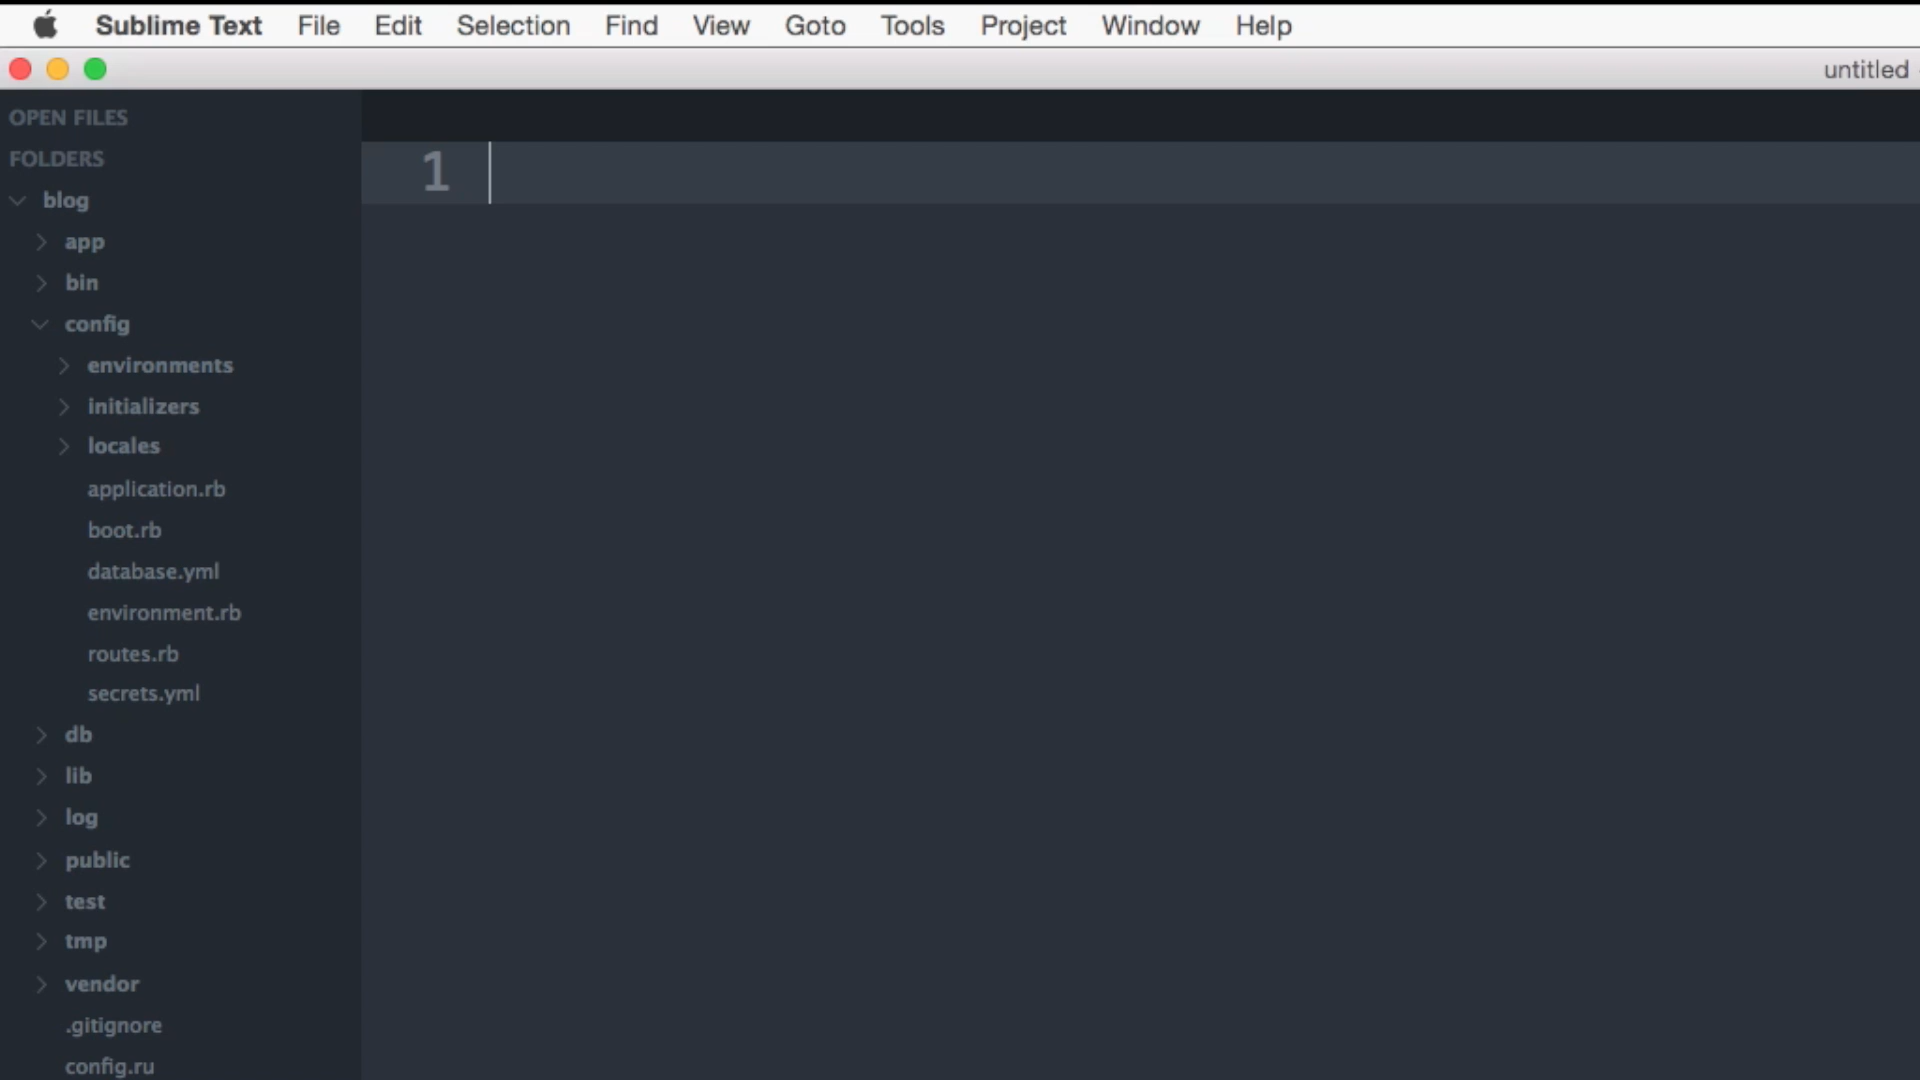 Sublime Text File Edit Selection Find View Goto Tools Project Window Help
untitled
OPEN FILES
FOLDERS
blog
app
bin
config
environments
initializers
locales
application.rb
boot.rb
database.yml
environment.rb
routes.rb
secrets.yml
db
lib
log
public
test
tmp
vendor
.gitignore
config.ru
1